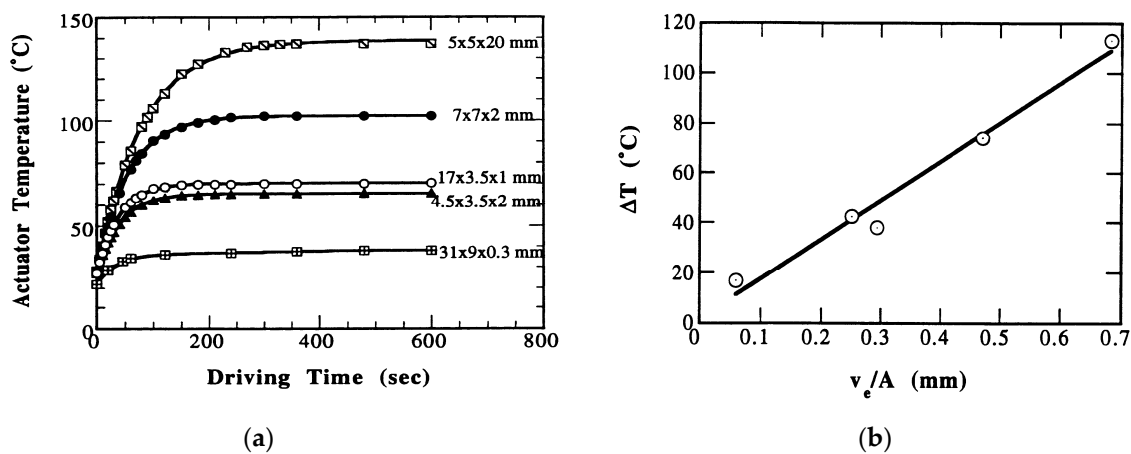 150
100
50
0
0
200
400
600
800
Actuator Temperature (˚C)
Driving Time (sec)
5x5x20 mm
7x7x2 mm
17x3.5x1 mm
4.5x3.5x2 mm
31x9x0.3 mm
(a)
120
100
80
60
40
20
0
0
0.1
0.2
0.3
0.4
0.5
0.6
0.7
ΔT (˚C)
vₑ/A (mm)
(b)